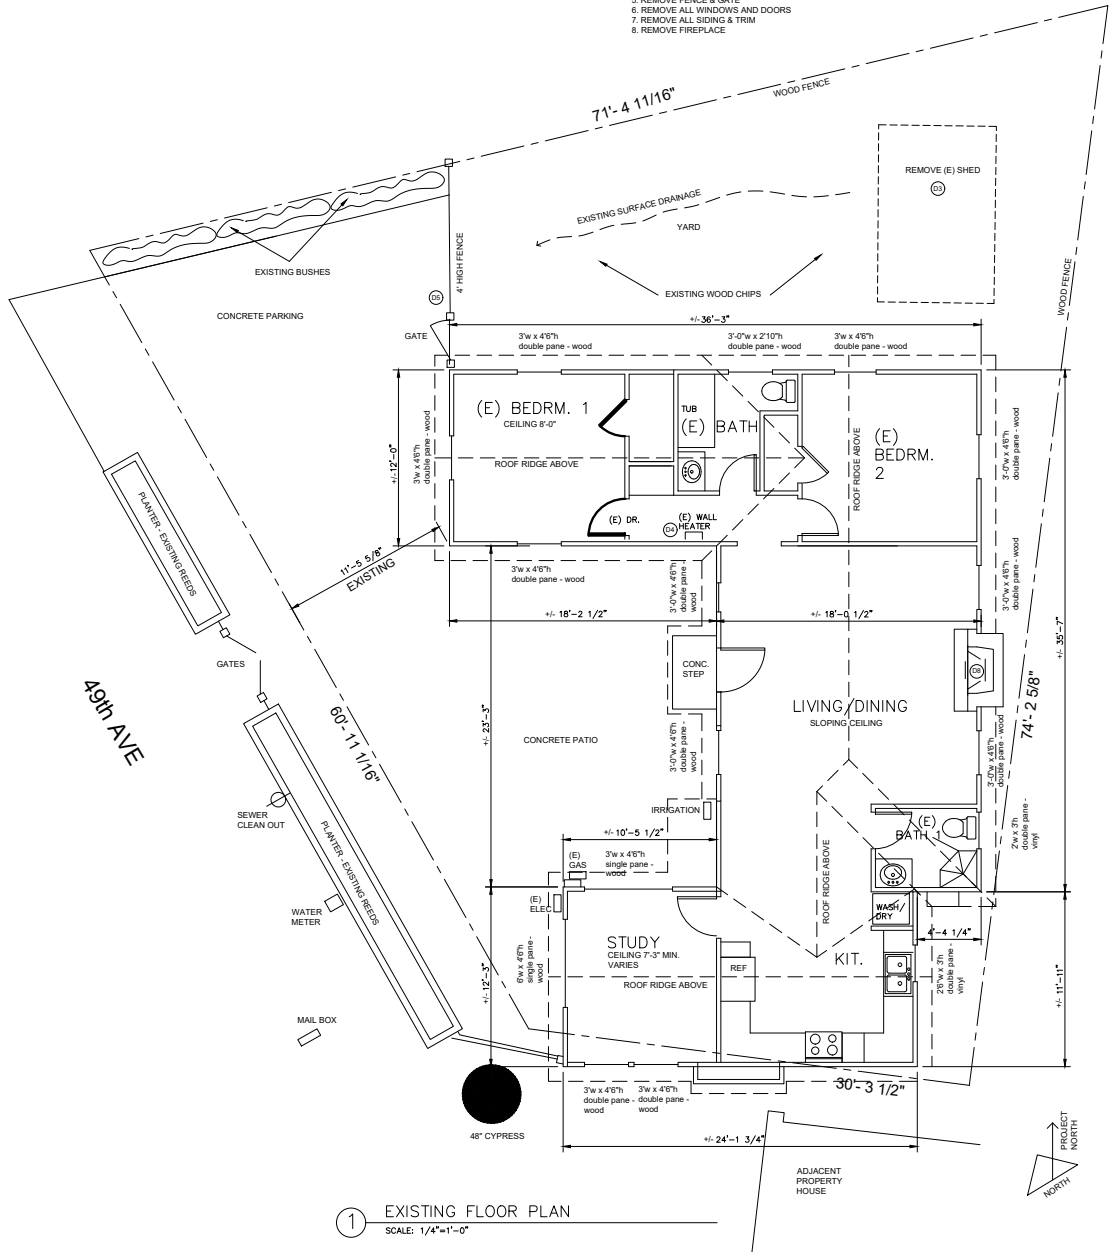 5. REMOVE FENCE & GATE
6. REMOVE ALL WINDOWS AND DOORS
7. REMOVE ALL SIDING & TRIM
8. REMOVE FIREPLACE
71'- 4 11/16"
WOOD FENCE
REMOVE (E) SHED
D3
EXISTING SURFACE DRAINAGE
YARD
EXISTING BUSHES
4' HIGH FENCE
WOOD FENCE
EXISTING WOOD CHIPS
D5
CONCRETE PARKING
+/-36'-3"
GATE
3'w x 4'6"h
double pane - wood
3'-0"w x 2'10"h
double pane - wood
3'w x 4'6"h
double pane - wood
(E) BEDRM. 1
CEILING 8'-0"
TUB
(E) BATH
(E)
BEDRM.
2
3'w x 4'6"h
double pane - wood
+/-12'-0"
ROOF RIDGE ABOVE
ROOF RIDGE ABOVE
3'-0"w x 4'6"h
double pane - wood
PLANTER - EXISTING REEDS
(E) DR.
D4
(E) WALL
HEATER
11'-5 5/8"
EXISTING
3'w x 4'6"h
double pane - wood
3'-0"w x 4'6"h
double pane -
wood
3'-0"w x 4'6"h
double pane - wood
+/- 18'-2 1/2"
+/- 18'-0 1/2"
+/- 35'-7"
GATES
CONC.
STEP
D8
49th AVE
60'- 11 1/16"
+/- 23'-3"
CONCRETE PATIO
LIVING/DINING
SLOPING CEILING
74'- 2 5/8"
3'-0"w x 4'6"h
double pane -
wood
3'-0"w x 4'6"h
double pane - wood
SEWER
CLEAN OUT
IRRIGATION
PLANTER - EXISTING REEDS
+/-10'-5 1/2"
(E)
BATH 1
2'w x 3'h
double pane -
vinyl
(E)
GAS
3'w x 4'6"h
single pane -
wood
ROOF RIDGE ABOVE
(E)
ELEC
WATER
METER
WASH/
DRY
4'-4 1/4"
STUDY
CEILING 7'-3" MIN.
VARIES
KIT.
6'w x 4'6"h
single pane -
wood
+/-12'-3"
ROOF RIDGE ABOVE
REF
2'6"w x 3'h
double pane -
vinyl
+/- 11'-11"
MAIL BOX
3'w x 4'6"h
double pane -
wood
3'w x 4'6"h
double pane -
wood
30'- 3 1/2"
48" CYPRESS
+/-24'-1 3/4"
PROJECT
NORTH
NORTH
ADJACENT
PROPERTY
HOUSE
1
EXISTING FLOOR PLAN
SCALE: 1/4"=1'-0"